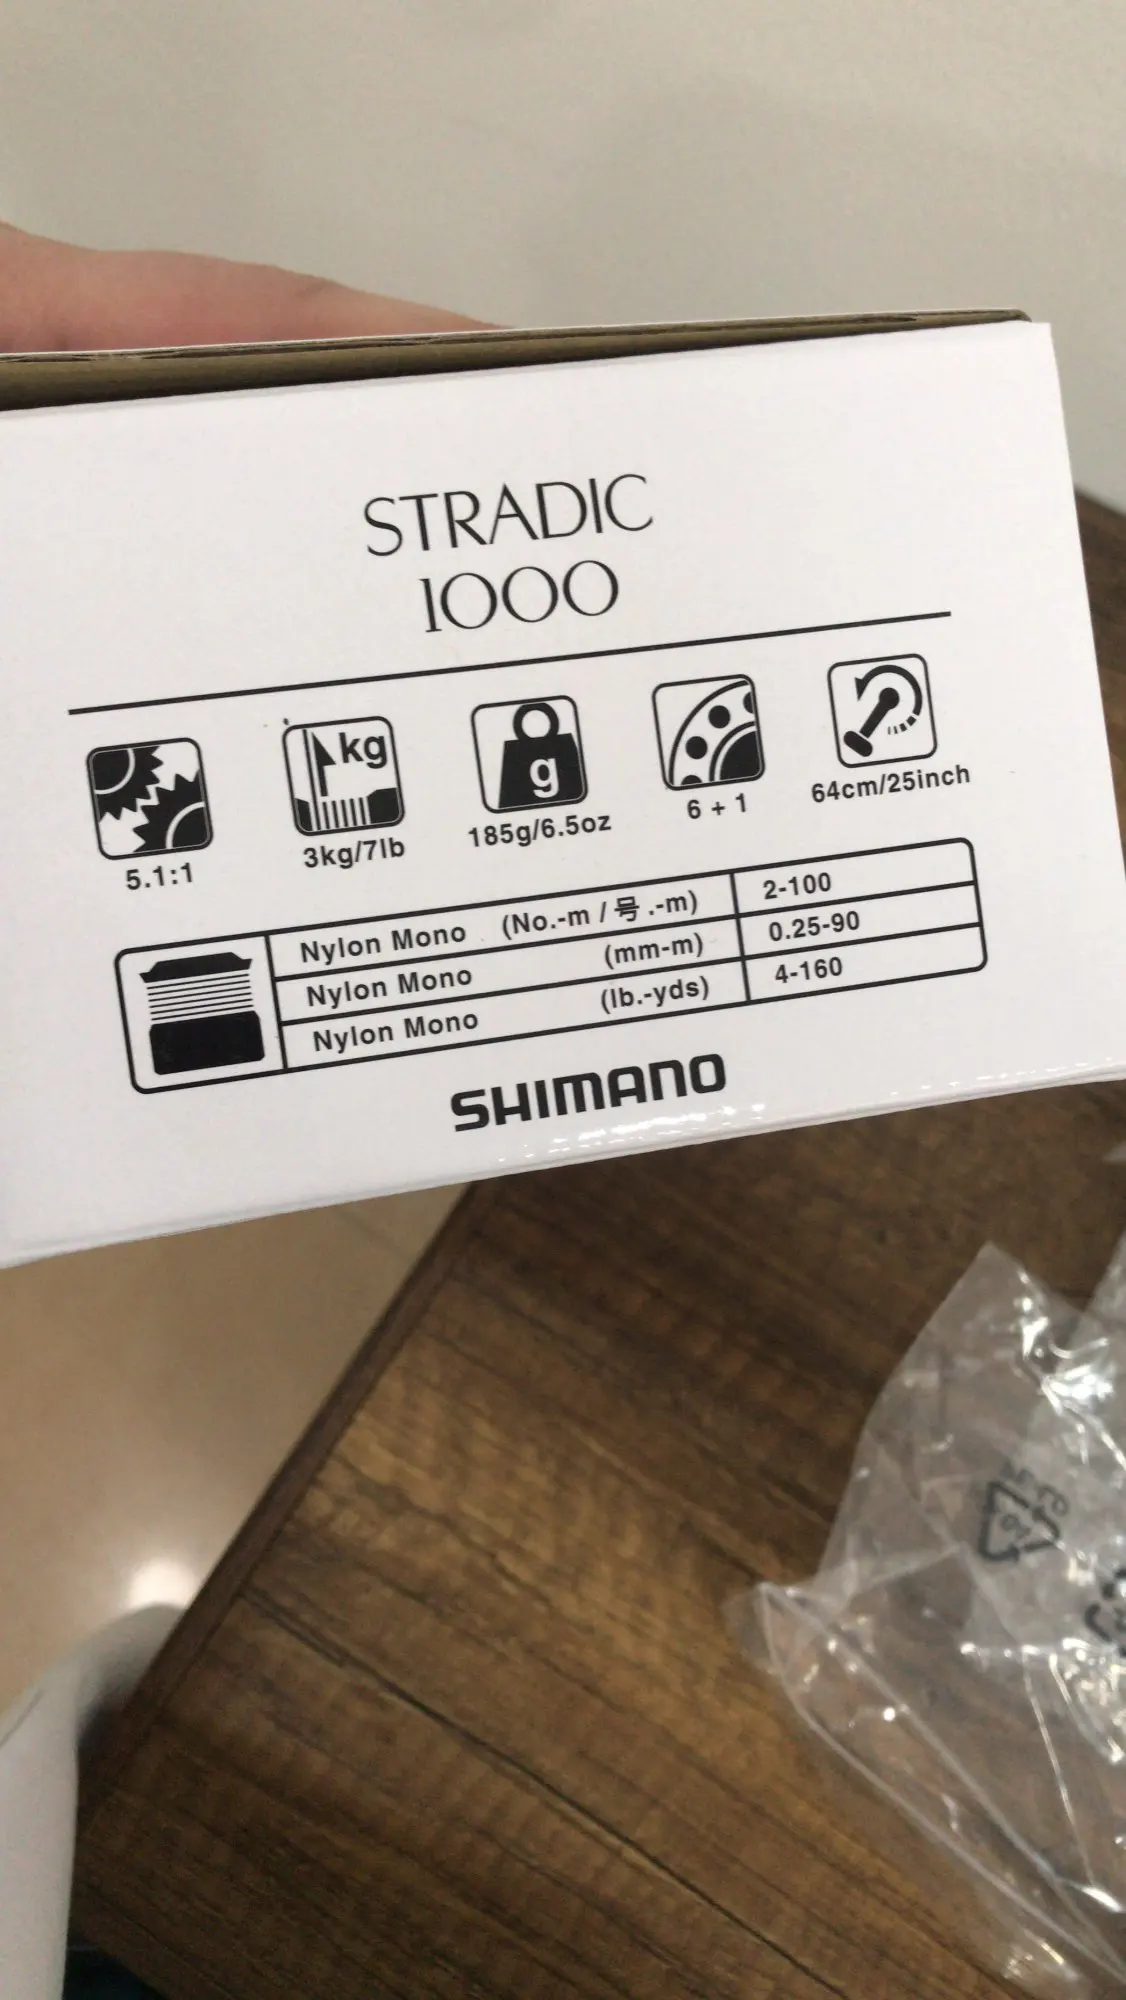 STRADIC
1000
kg
g
5.1:1
3kg/7lb
185g/6.5oz
6 + 1
64cm/25inch
Nylon Mono (No.-m / 号.-m) 2-100
Nylon Mono (mm-m) 0.25-90
Nylon Mono (lb.-yds) 4-160
SHIMANO